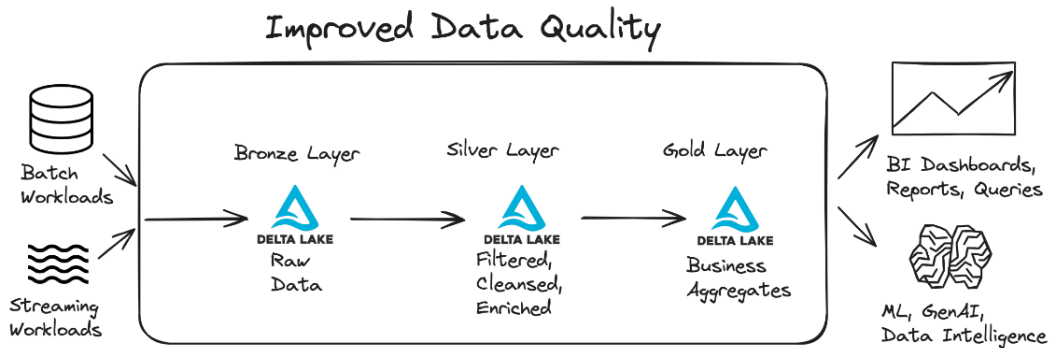 Improved Data Quality
Batch
Workloads
Streaming
Workloads
Bronze Layer
DELTA LAKE
Raw
Data
Silver Layer
DELTA LAKE
Filtered,
Cleansed,
Enriched
Gold Layer
DELTA LAKE
Business
Aggregates
BI Dashboards,
Reports, Queries
ML, GenAI,
Data Intelligence